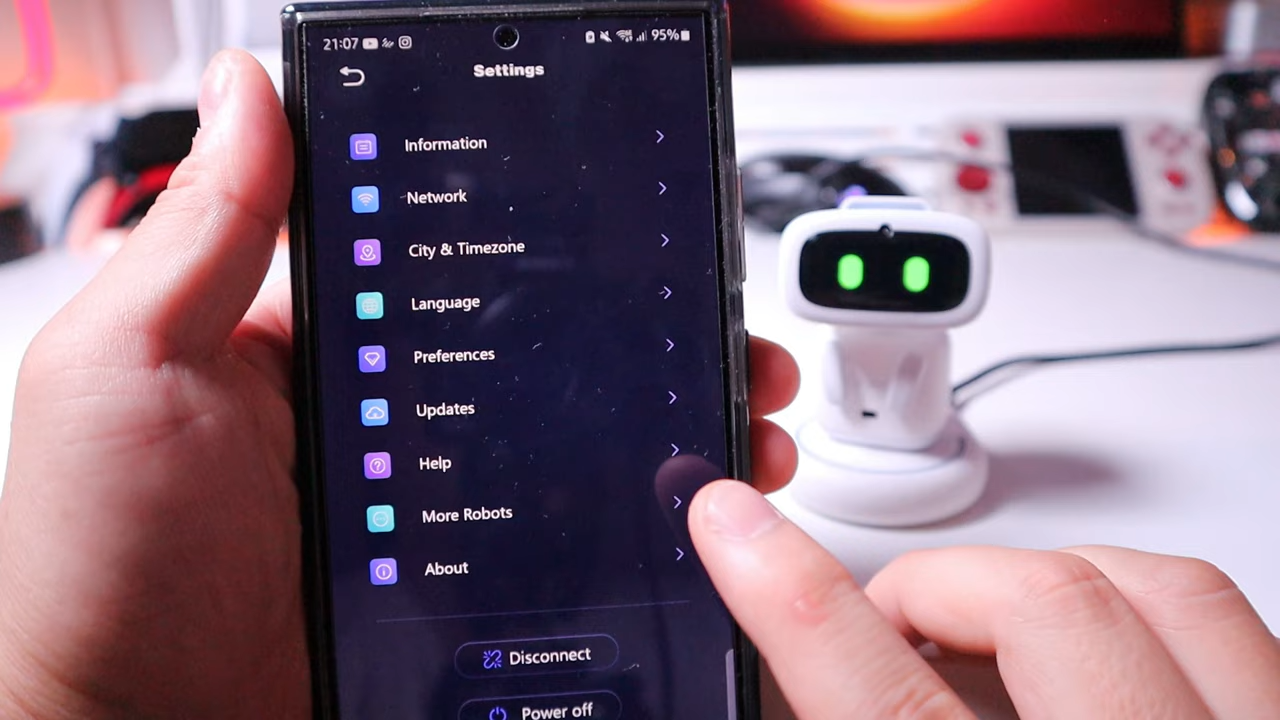 21:07
95%
Settings
Information
Network
City & Timezone
Language
Preferences
Updates
Help
More Robots
About
Disconnect
Power off